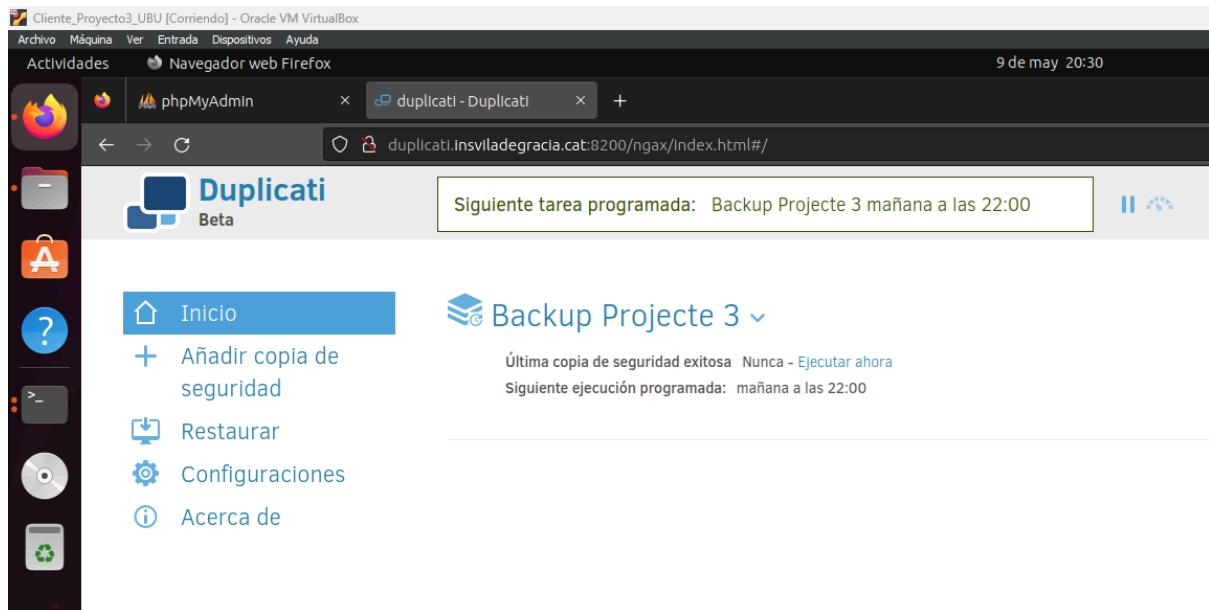 Cliente_Proyecto3_UBU [Corriendo] - Oracle VM VirtualBox
Archivo Máquina Ver Entrada Dispositivos Ayuda
Actividades Navegador web Firefox 9 de may 20:30
phpMyAdmin × duplicati - Duplicati × +
duplicati.insviladegracia.cat:8200/ngax/index.html#/
Duplicati
Beta
Siguiente tarea programada: Backup Projecte 3 mañana a las 22:00
Inicio
Añadir copia de
seguridad
Restaurar
Configuraciones
Acerca de
Backup Projecte 3
Última copia de seguridad exitosa Nunca - Ejecutar ahora
Siguiente ejecución programada: mañana a las 22:00